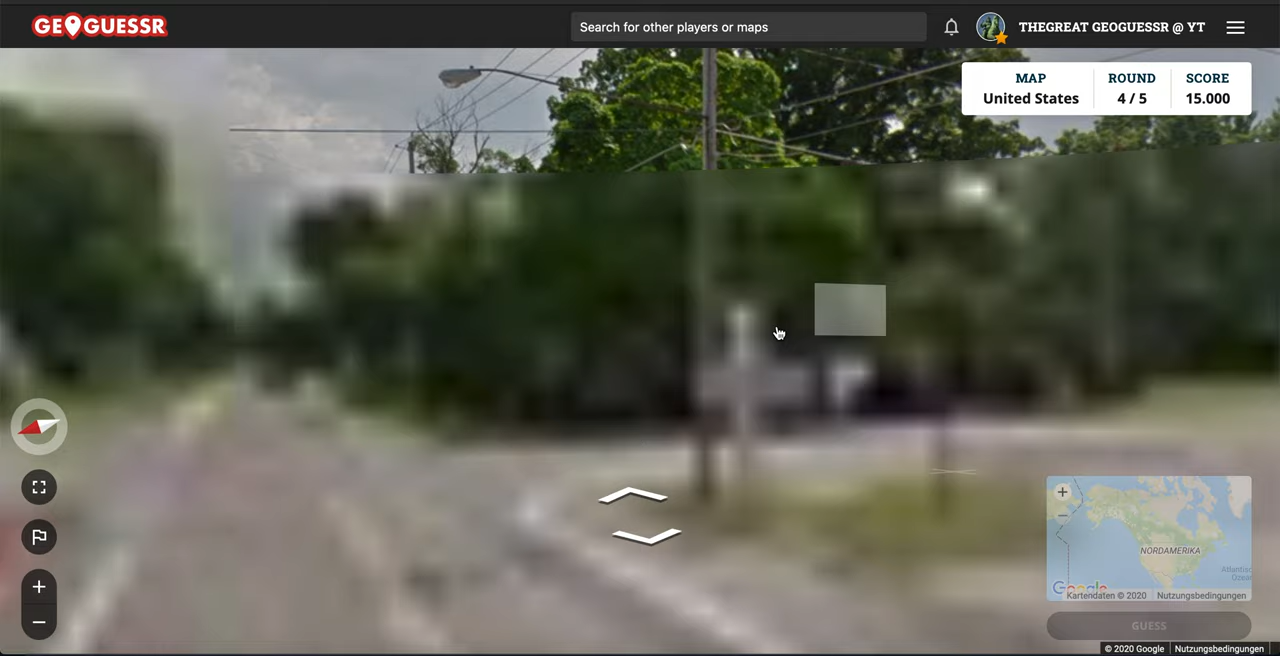 GEOGUESSR
Search for other players or maps
THEGREAT GEOGUESSR @ YT
MAP
United States
ROUND
4 / 5
SCORE
15.000
NORDAMERIKA
Google
Kartendaten © 2020
Nutzungsbedingungen
GUESS
© 2020 Google
Nutzungsbedingungen